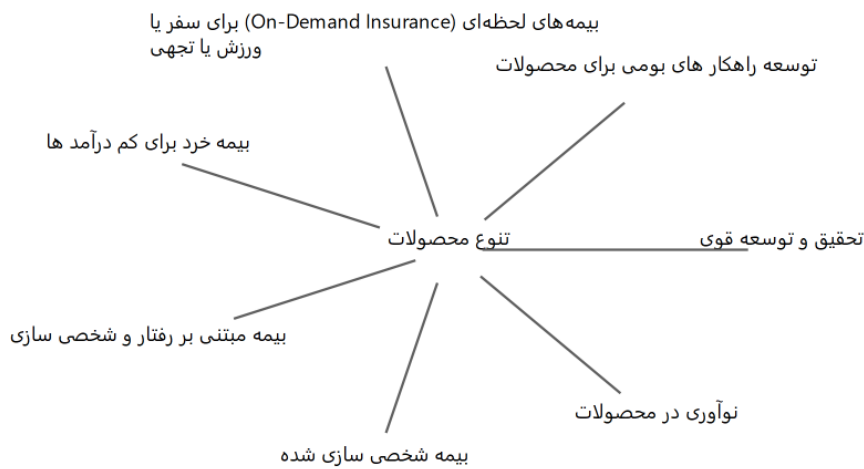 بیمه‌های لحظه‌ای (On-Demand Insurance) برای سفر یا
ورزش یا تجهی
توسعه راهکار های بومی برای محصولات
بیمه خرد برای کم درآمد ها
تنوع محصولات
تحقیق و توسعه قوی
بیمه مبتنی بر رفتار و شخصی سازی
نوآوری در محصولات
بیمه شخصی سازی شده